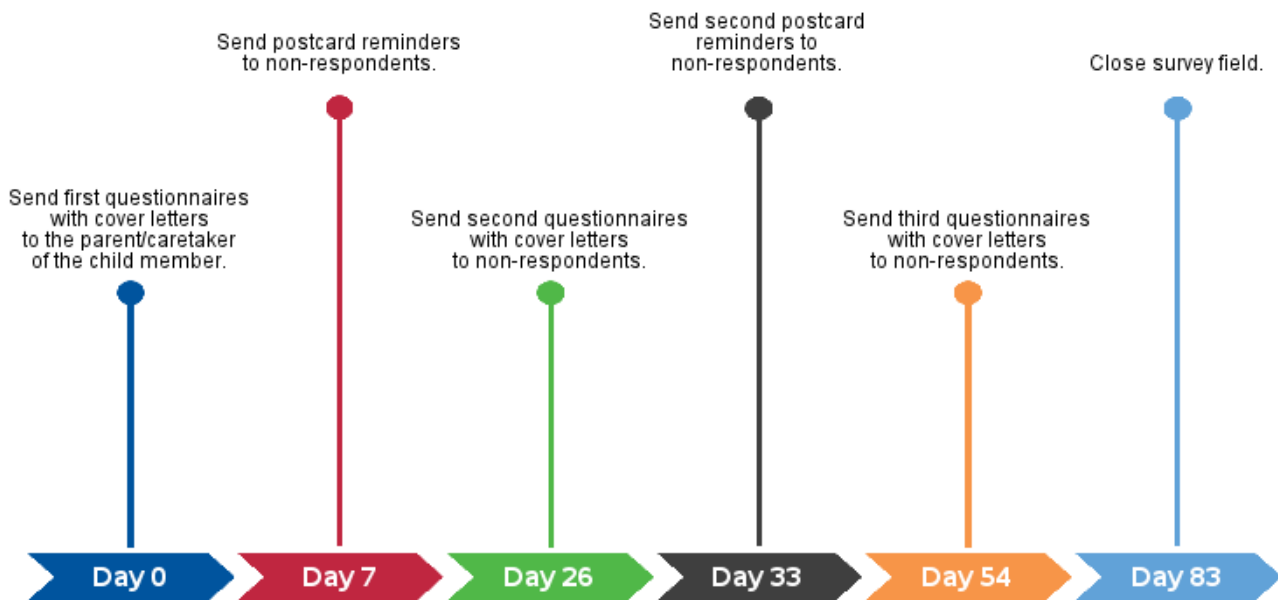 Send first questionnaires
with cover letters
to the parent/caretaker
of the child member.
Send postcard reminders
to non-respondents.
Send second questionnaires
with cover letters
to non-respondents.
Send second postcard
reminders to
non-respondents.
Send third questionnaires
with cover letters
to non-respondents.
Close survey field.
Day 0
Day 7
Day 26
Day 33
Day 54
Day 83